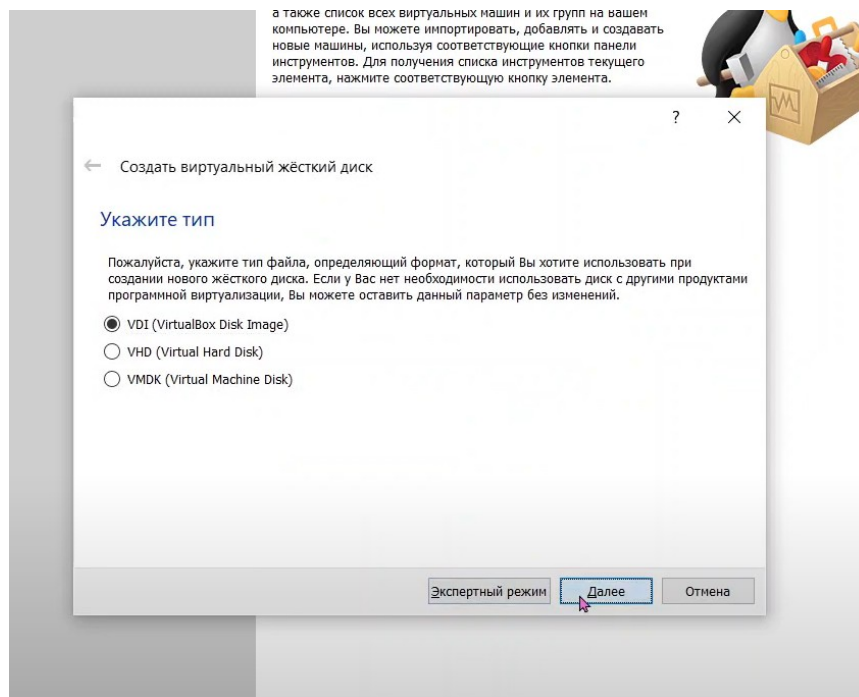 а также список всех виртуальных машин и их групп на вашем
компьютере. Вы можете импортировать, добавлять и создавать
новые машины, используя соответствующие кнопки панели
инструментов. Для получения списка инструментов текущего
элемента, нажмите соответствующую кнопку элемента.
?
Создать виртуальный жёсткий диск
Укажите тип
Пожалуйста, укажите тип файла, определяющий формат, который Вы хотите использовать при
создании нового жёсткого диска. Если у Вас нет необходимости использовать диск с другими продуктами
программной виртуализации, Вы можете оставить данный параметр без изменений.
VDI (VirtualBox Disk Image)
VHD (Virtual Hard Disk)
VMDK (Virtual Machine Disk)
Экспертный режим Далее Отмена